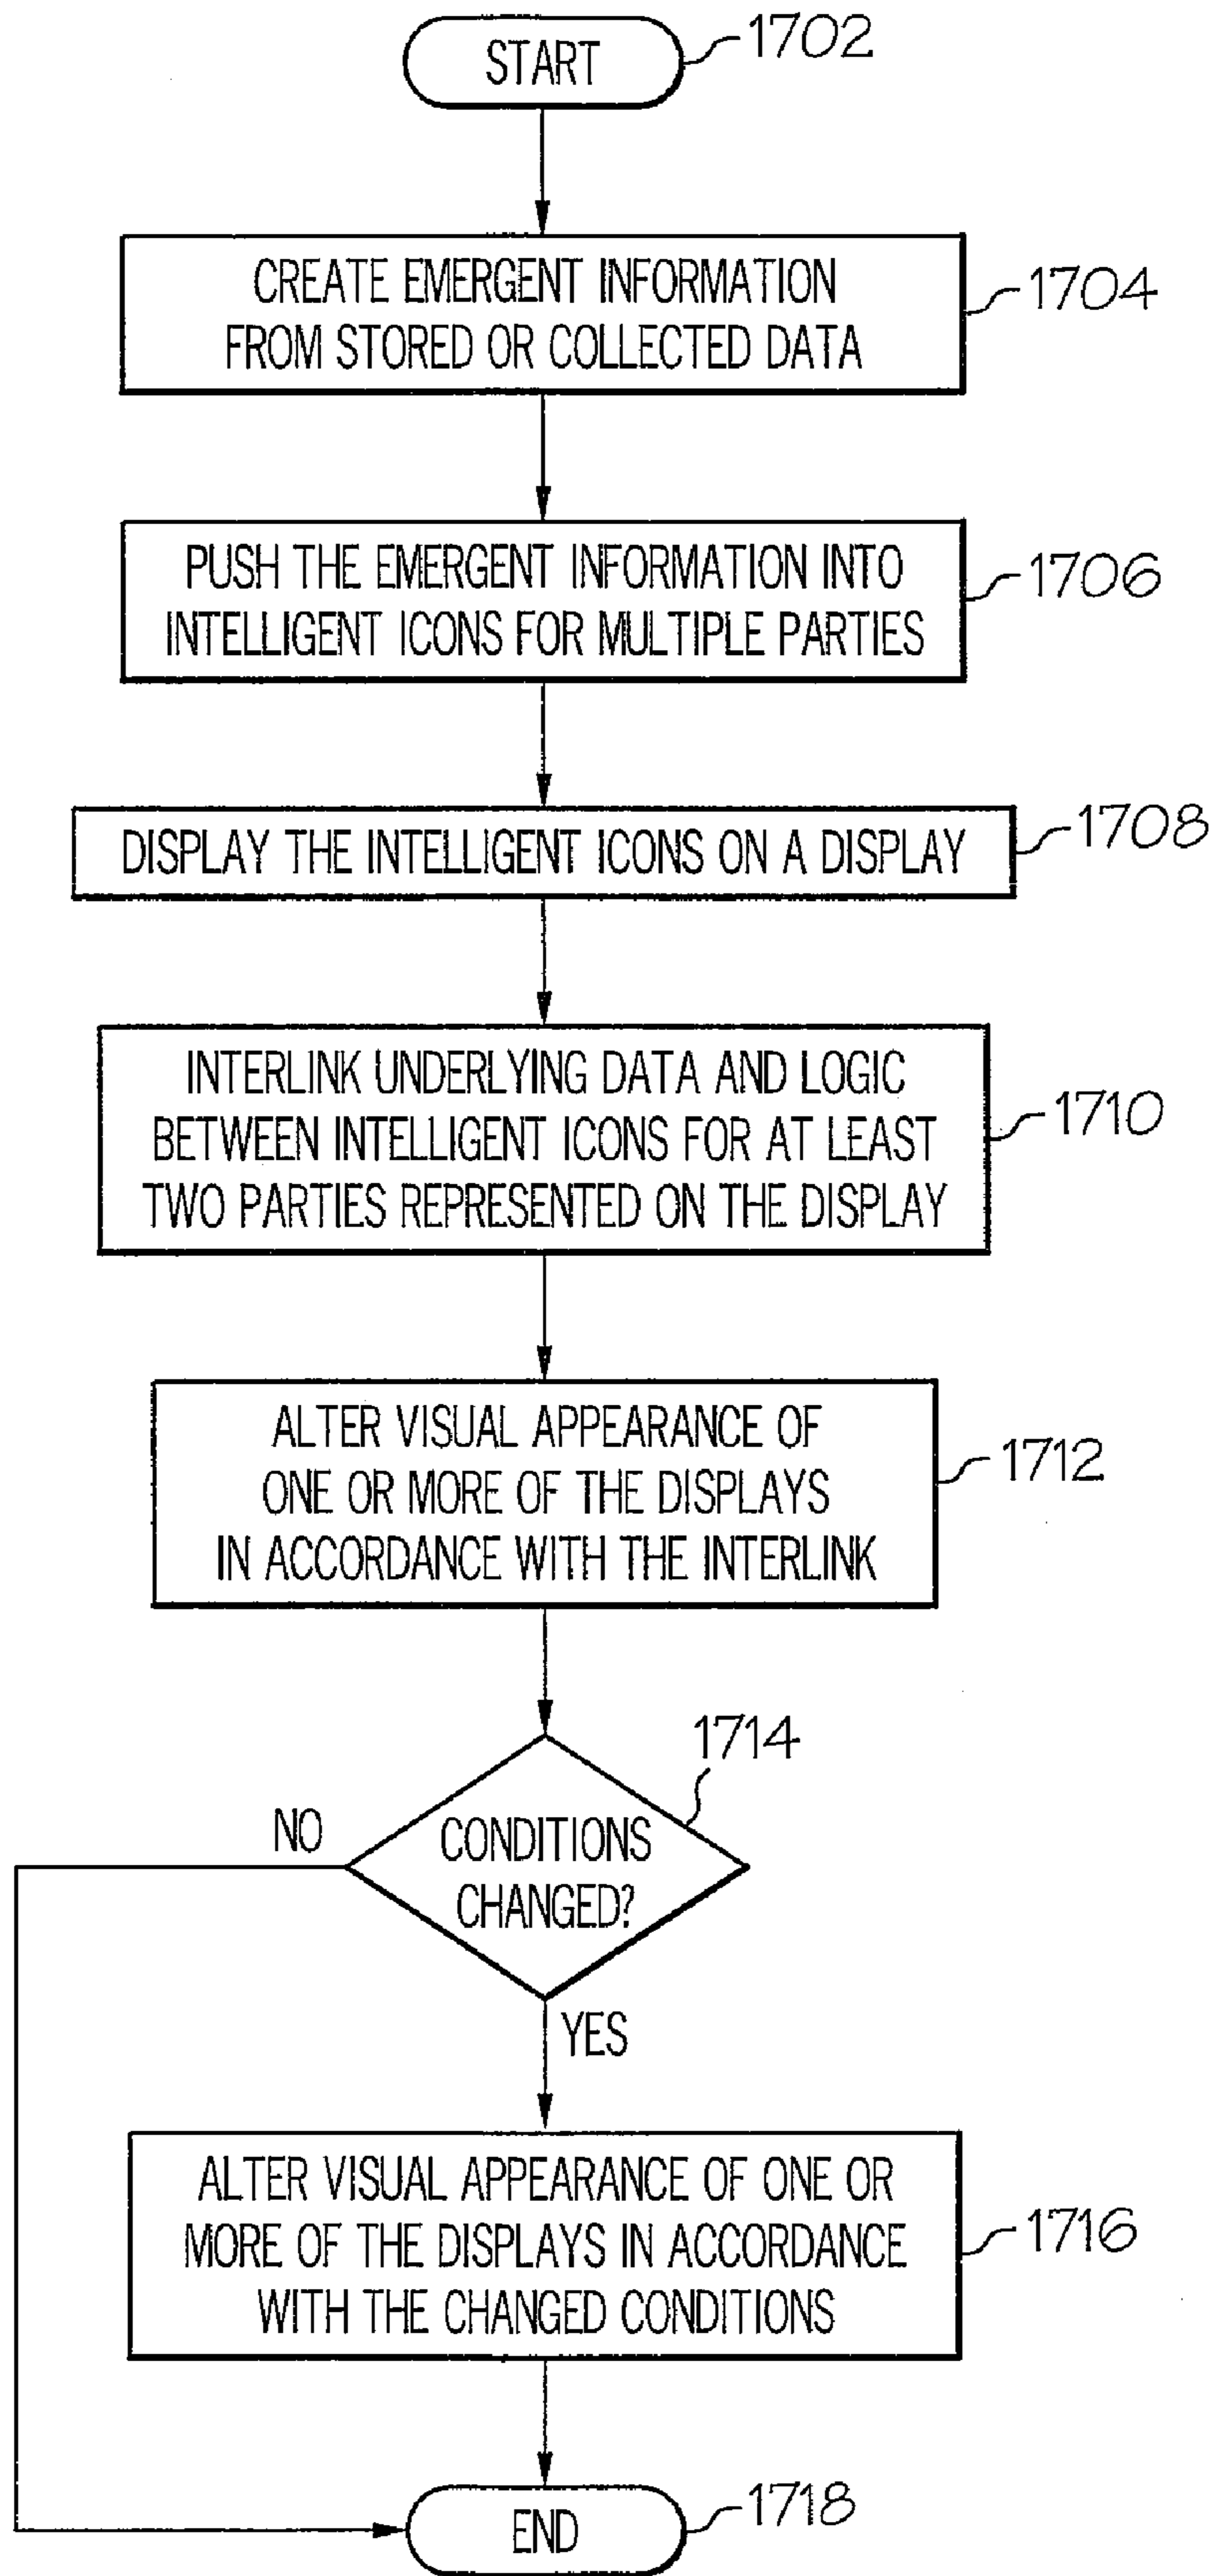 START
1702
CREATE EMERGENT INFORMATION
FROM STORED OR COLLECTED DATA
1704
PUSH THE EMERGENT INFORMATION INTO
INTELLIGENT ICONS FOR MULTIPLE PARTIES
1706
DISPLAY THE INTELLIGENT ICONS ON A DISPLAY
1708
INTERLINK UNDERLYING DATA AND LOGIC
BETWEEN INTELLIGENT ICONS FOR AT LEAST
TWO PARTIES REPRESENTED ON THE DISPLAY
1710
ALTER VISUAL APPEARANCE OF
ONE OR MORE OF THE DISPLAYS
IN ACCORDANCE WITH THE INTERLINK
1712
1714
NO
CONDITIONS
CHANGED?
YES
ALTER VISUAL APPEARANCE OF ONE OR
MORE OF THE DISPLAYS IN ACCORDANCE
WITH THE CHANGED CONDITIONS
1716
END
1718